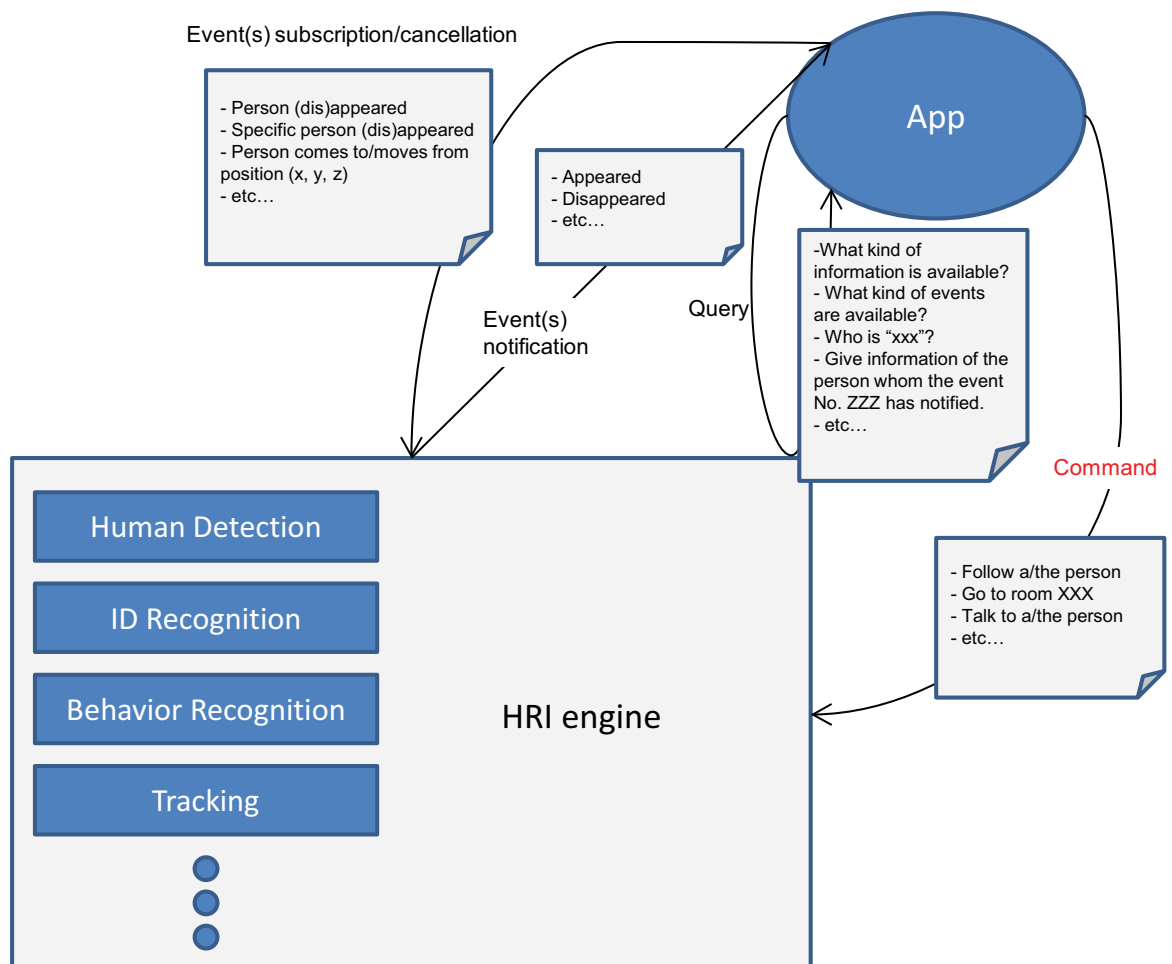 Event(s) subscription/cancellation
- Person (dis)appeared
- Specific person (dis)appeared
- Person comes to/moves from
position (x, y, z)
- etc…
- Appeared
- Disappeared
- etc…
App
Event(s)
notification
Query
-What kind of
information is available?
- What kind of events
are available?
- Who is “xxx”?
- Give information of the
person whom the event
No. ZZZ has notified.
- etc…
Command
- Follow a/the person
- Go to room XXX
- Talk to a/the person
- etc…
Human Detection
ID Recognition
Behavior Recognition
Tracking
HRI engine